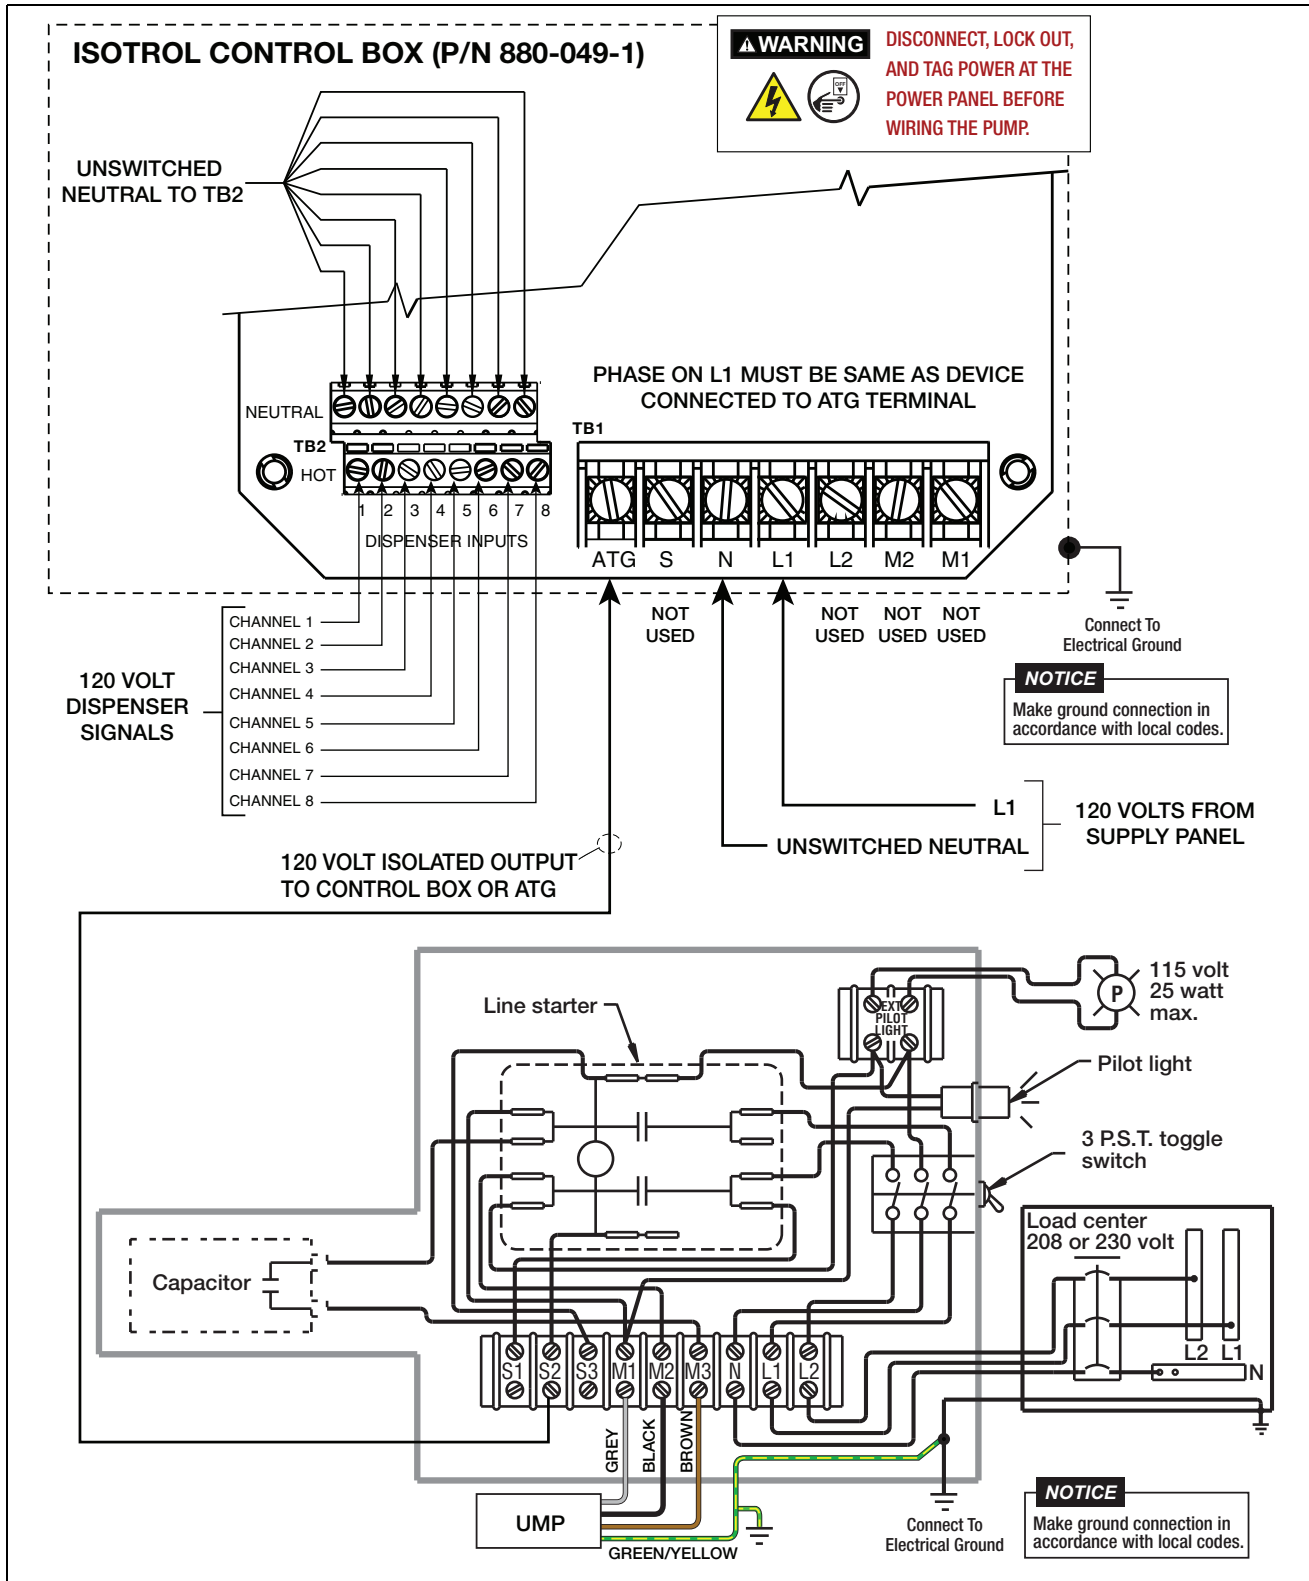 ISOTROL CONTROL BOX (P/N 880-049-1)
WARNING
OFF
DISCONNECT, LOCK OUT,
AND TAG POWER AT THE
POWER PANEL BEFORE
WIRING THE PUMP.
UNSWITCHED
NEUTRAL TO TB2
PHASE ON L1 MUST BE SAME AS DEVICE
CONNECTED TO ATG TERMINAL
NEUTRAL
TB2
HOT
TB1
1 2 3 4 5 6 7 8
DISPENSER INPUTS
ATG S N L1 L2 M2 M1
NOT
USED
NOT
USED
NOT
USED
NOT
USED
Connect To
Electrical Ground
NOTICE
Make ground connection in
accordance with local codes.
120 VOLT
DISPENSER
SIGNALS
CHANNEL 1
CHANNEL 2
CHANNEL 3
CHANNEL 4
CHANNEL 5
CHANNEL 6
CHANNEL 7
CHANNEL 8
L1
UNSWITCHED NEUTRAL
120 VOLTS FROM
SUPPLY PANEL
120 VOLT ISOLATED OUTPUT
TO CONTROL BOX OR ATG
Line starter
EXT
PILOT
LIGHT
P
115 volt
25 watt
max.
Pilot light
3 P.S.T. toggle
switch
Load center
208 or 230 volt
L2 L1
N
Capacitor
S1 S2 S3 M1 M2 M3 N L1 L2
GREY
BLACK
BROWN
UMP
GREEN/YELLOW
Connect To
Electrical Ground
NOTICE
Make ground connection in
accordance with local codes.